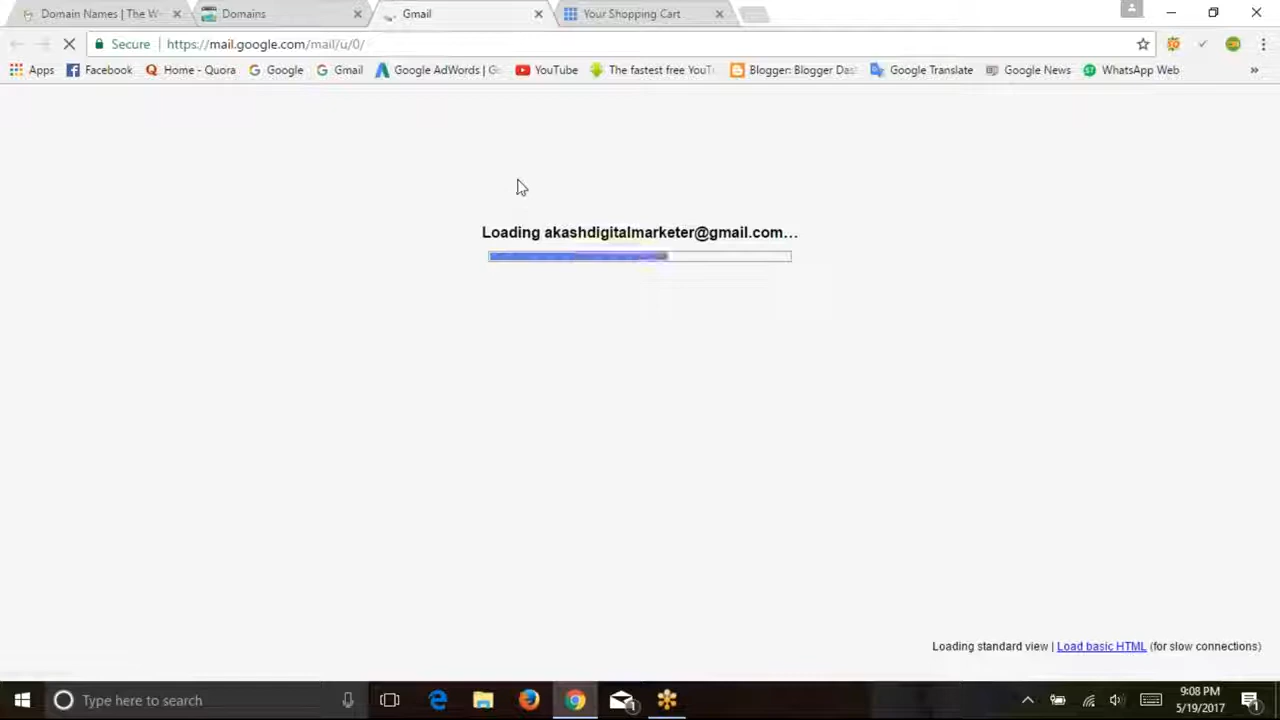 Domain Names | The W
Domains
Gmail
Your Shopping Cart
Secure
https://mail.google.com/mail/u/0/
Apps
Facebook
Home - Quora
Google
Gmail
Google AdWords | G
YouTube
The fastest free YouT
Blogger: Blogger Das
Google Translate
Google News
WhatsApp Web
»
Loading akashdigitalmarketer@gmail.com…
Loading standard view | Load basic HTML (for slow connections)
Type here to search
1
9:08 PM
5/19/2017
1